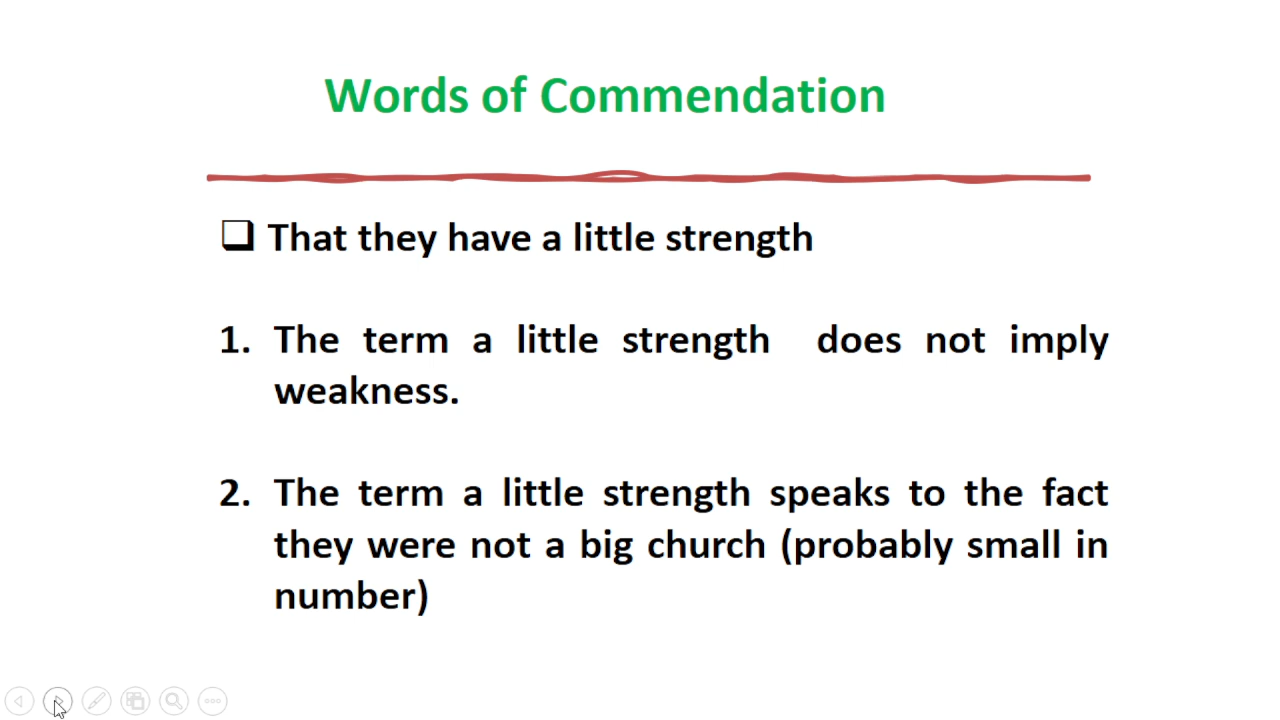 Words of Commendation
❑ That they have a little strength
1. The term a little strength does not imply
weakness.
2. The term a little strength speaks to the fact
they were not a big church (probably small in
number)